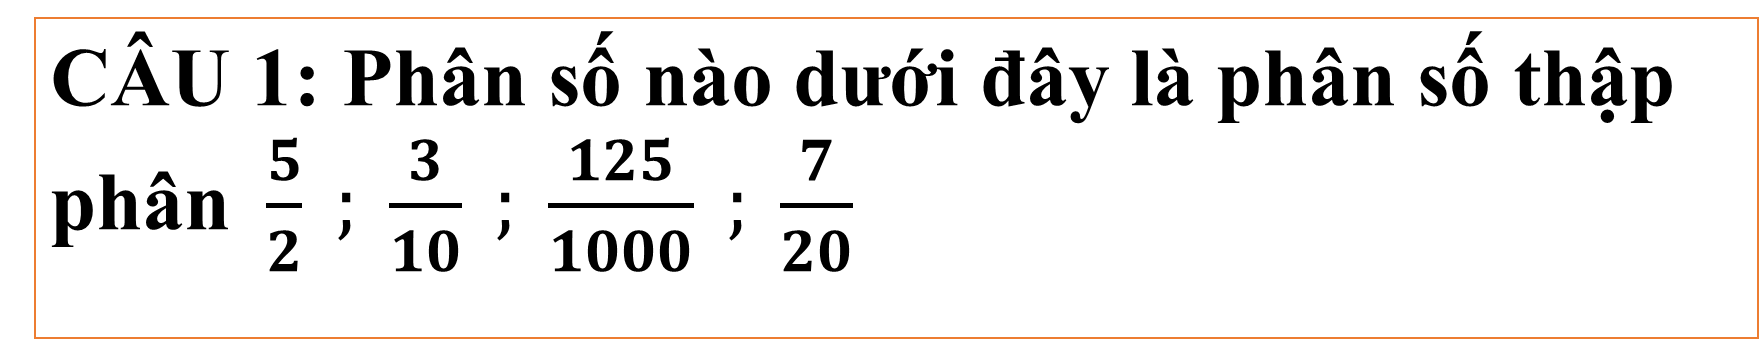 CÂU 1: Phân số nào dưới đây là phân số thập
phân 5/2 ; 3/10 ; 125/1000 ; 7/20